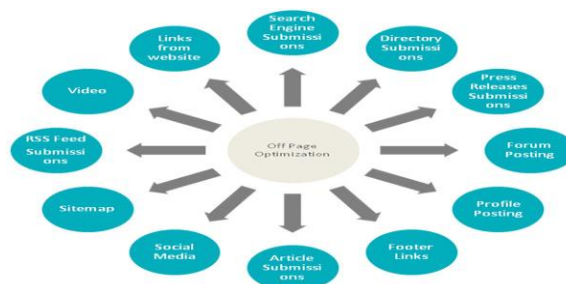 Search
Engine
Submissi
ons
Directory
Submissi
ons
Press
Releases
Submissi
ons
Forum
Posting
Profile
Posting
Footer
Links
Article
Submissi
ons
Social
Media
Sitemap
RSS Feed
Submissi
ons
Video
Links
from
website
Off Page
Optimization